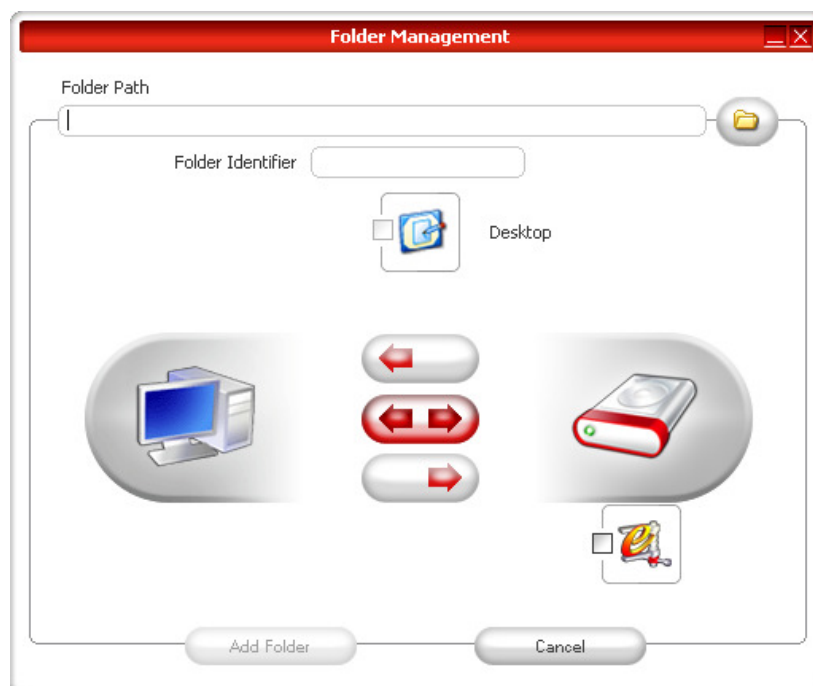 Folder Management
Folder Path
Folder Identifier
Desktop
Add Folder
Cancel